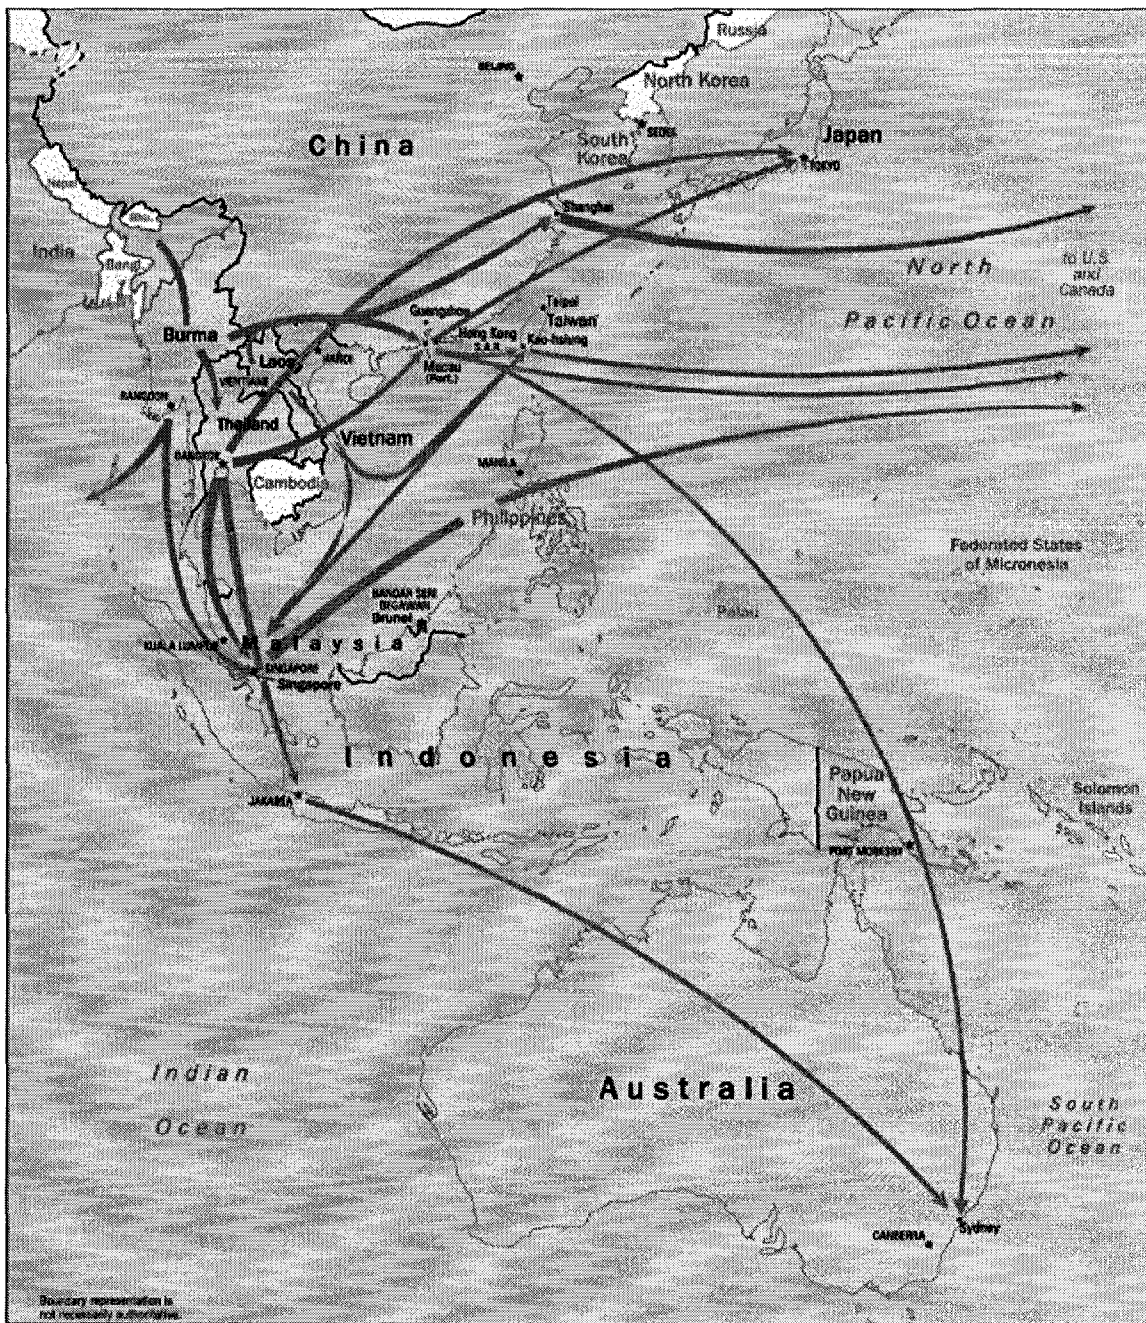 Russia
BEIJING
North Korea
China
SEOUL
South
Korea
Japan
TOKYO
Nepal
Shanghai
India
North
to U.S.
and
Canada
Guangzhou
Taipei
Taiwan
Pacific Ocean
Burma
Hong Kong
S.A.R.
Kao-hsiung
Laos
HANOI
Macau
(Port.)
VIENTIANE
RANGOON
Thailand
Vietnam
BANGKOK
MANILA
Cambodia
Philippines
Federated States
of Micronesia
BANDAR SERI
BEGAWAN
Brunei
Palau
KUALA LUMPUR
Malaysia
SINGAPORE
Singapore
Indonesia
Papua
New
Guinea
Solomon
Islands
JAKARTA
PORT MORESBY
Indian
Ocean
Australia
South
Pacific
Ocean
Sydney
CANBERRA
Boundary representation is
not necessarily authoritative.